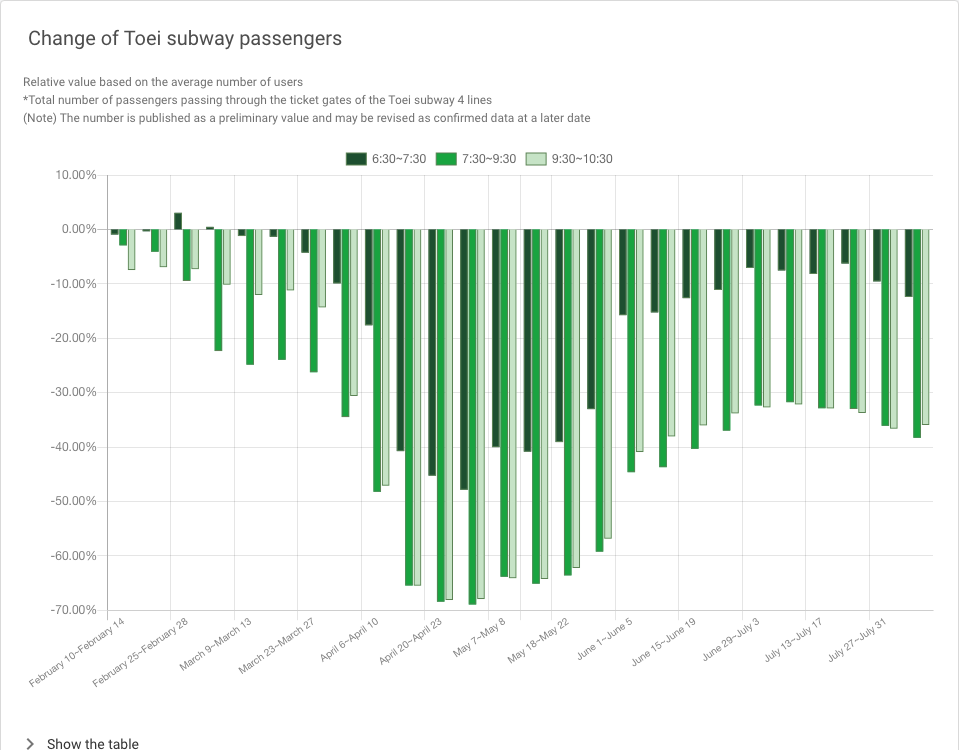 Change of Toei subway passengers
Relative value based on the average number of users
*Total number of passengers passing through the ticket gates of the Toei subway 4 lines
(Note) The number is published as a preliminary value and may be revised as confirmed data at a later date
6:30~7:30 7:30~9:30 9:30~10:30
10.00%
0.00%
-10.00%
-20.00%
-30.00%
-40.00%
-50.00%
-60.00%
-70.00%
February 10~February 14
February 25~February 28
March 9~March 13
March 23~March 27
April 6~April 10
April 20~April 23
May 7~May 8
May 18~May 22
June 1~June 5
June 15~June 19
June 29~July 3
July 13~July 17
July 27~July 31
Show the table